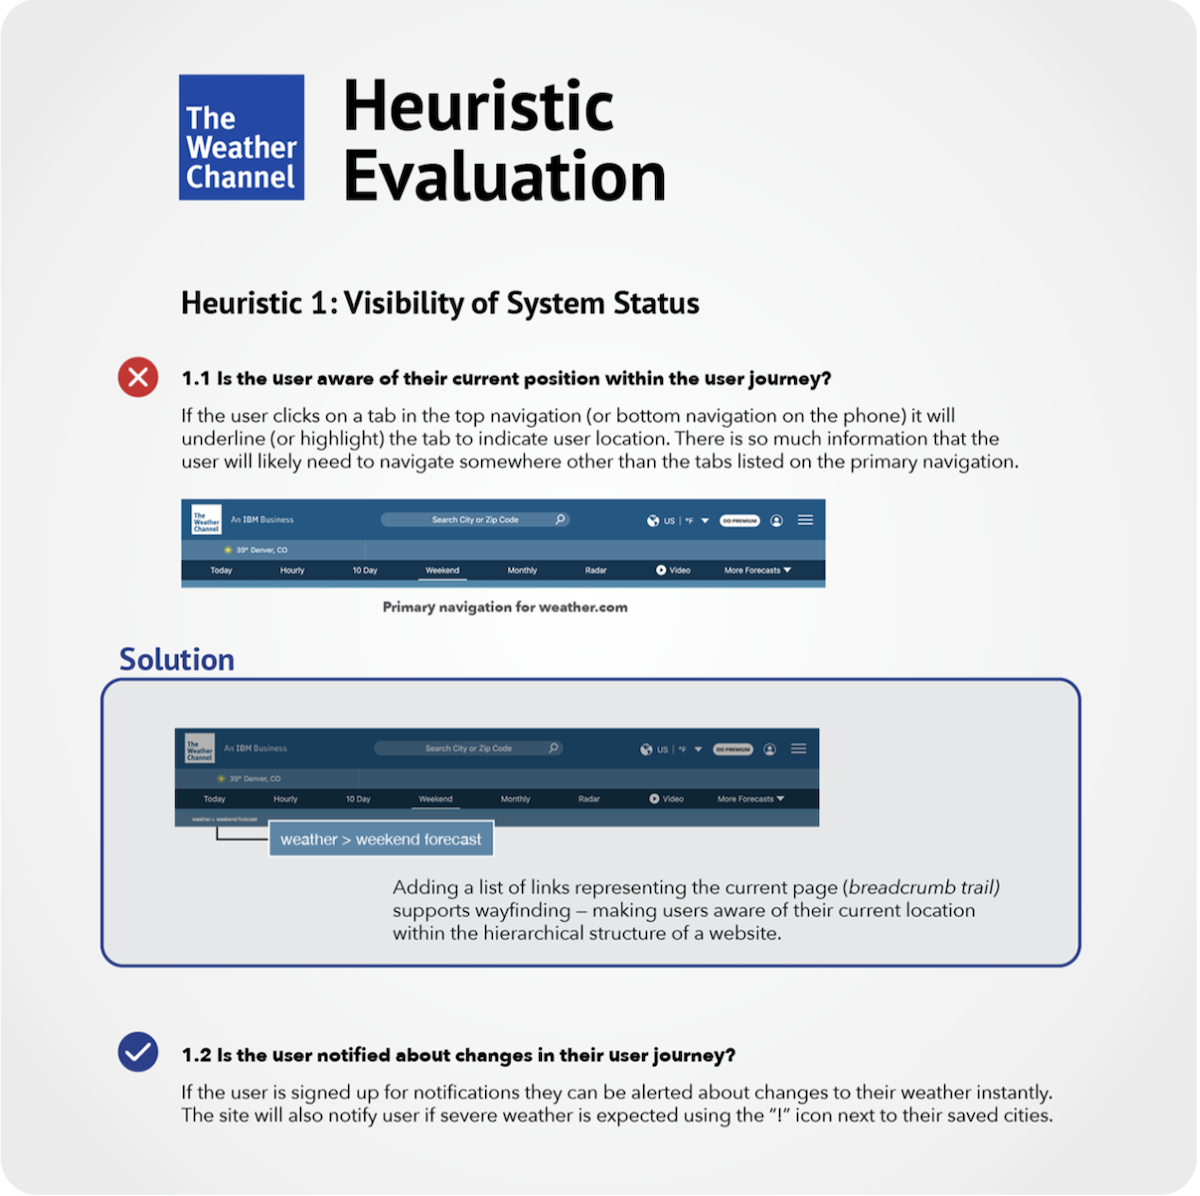 The
Weather
Channel
Heuristic
Evaluation
Heuristic 1: Visibility of System Status
1.1 Is the user aware of their current position within the user journey?
If the user clicks on a tab in the top navigation (or bottom navigation on the phone) it will
underline (or highlight) the tab to indicate user location. There is so much information that the
user will likely need to navigate somewhere other than the tabs listed on the primary navigation.
The
Weather
Channel
An IBM Business
Search City or Zip Code
US | °F
GO PREMIUM
39° Denver, CO
Today Hourly 10 Day Weekend Monthly Radar Video More Forecasts
Primary navigation for weather.com
Solution
The
Weather
Channel
An IBM Business
Search City or Zip Code
US | °F
GO PREMIUM
39° Denver, CO
Today Hourly 10 Day Weekend Monthly Radar Video More Forecasts
weather > weekend forecast
weather > weekend forecast
Adding a list of links representing the current page (breadcrumb trail)
supports wayfinding – making users aware of their current location
within the hierarchical structure of a website.
1.2 Is the user notified about changes in their user journey?
If the user is signed up for notifications they can be alerted about changes to their weather instantly.
The site will also notify user if severe weather is expected using the “!” icon next to their saved cities.